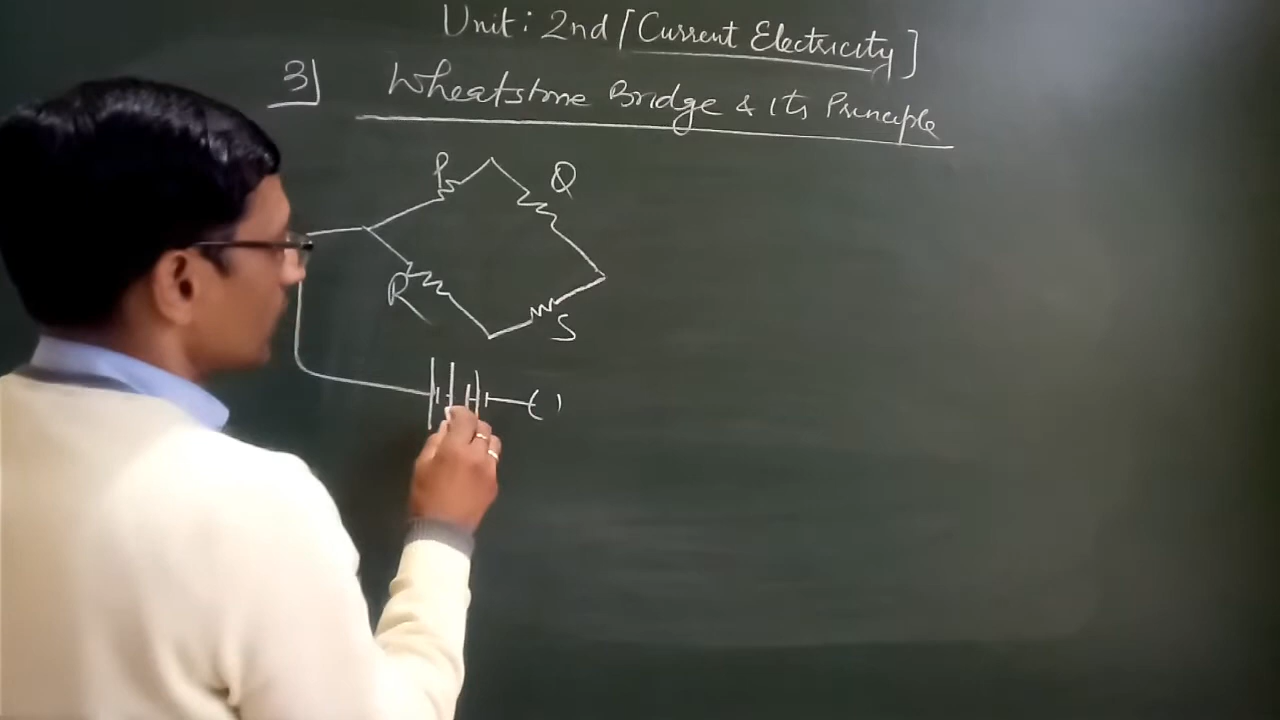 Unit: 2nd [Current Electricity]
3] Wheatstone Bridge & Its Principle
P Q
R S